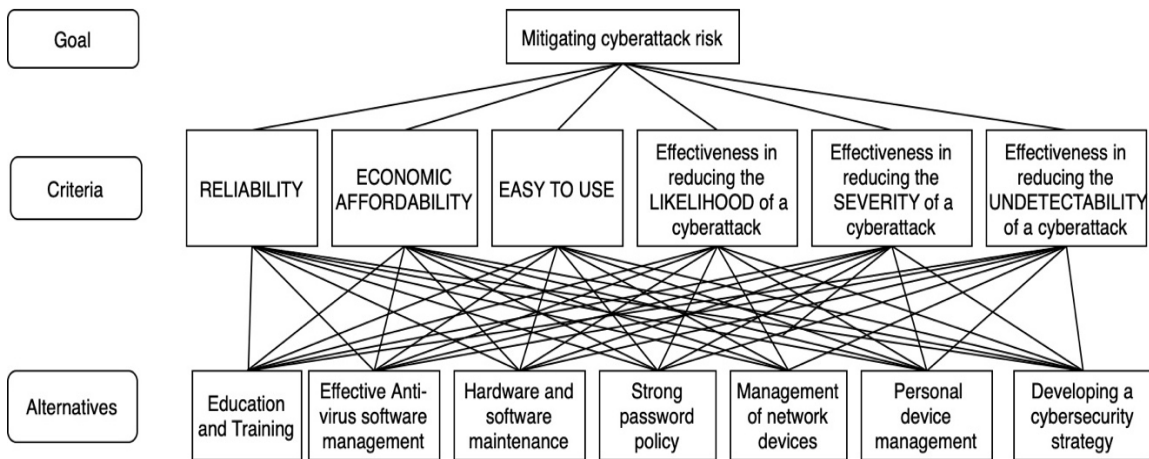 Goal
Mitigating cyberattack risk
Criteria
RELIABILITY
ECONOMIC
AFFORDABILITY
EASY TO USE
Effectiveness in
reducing the
LIKELIHOOD of a
cyberattack
Effectiveness in
reducing the
SEVERITY of a
cyberattack
Effectiveness in
reducing the
UNDETECTABILITY
of a cyberattack
Alternatives
Education
and Training
Effective Anti-
virus software
management
Hardware and
software
maintenance
Strong
password
policy
Management
of network
devices
Personal
device
management
Developing a
cybersecurity
strategy